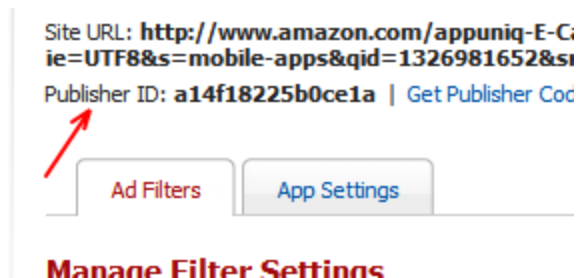 Site URL: http://www.amazon.com/appuniq-E-Ca
ie=UTF8&s=mobile-apps&qid=1326981652&sr
Publisher ID: a14f18225b0ce1a | Get Publisher Cod
Ad Filters
App Settings
Manage Filter Settings